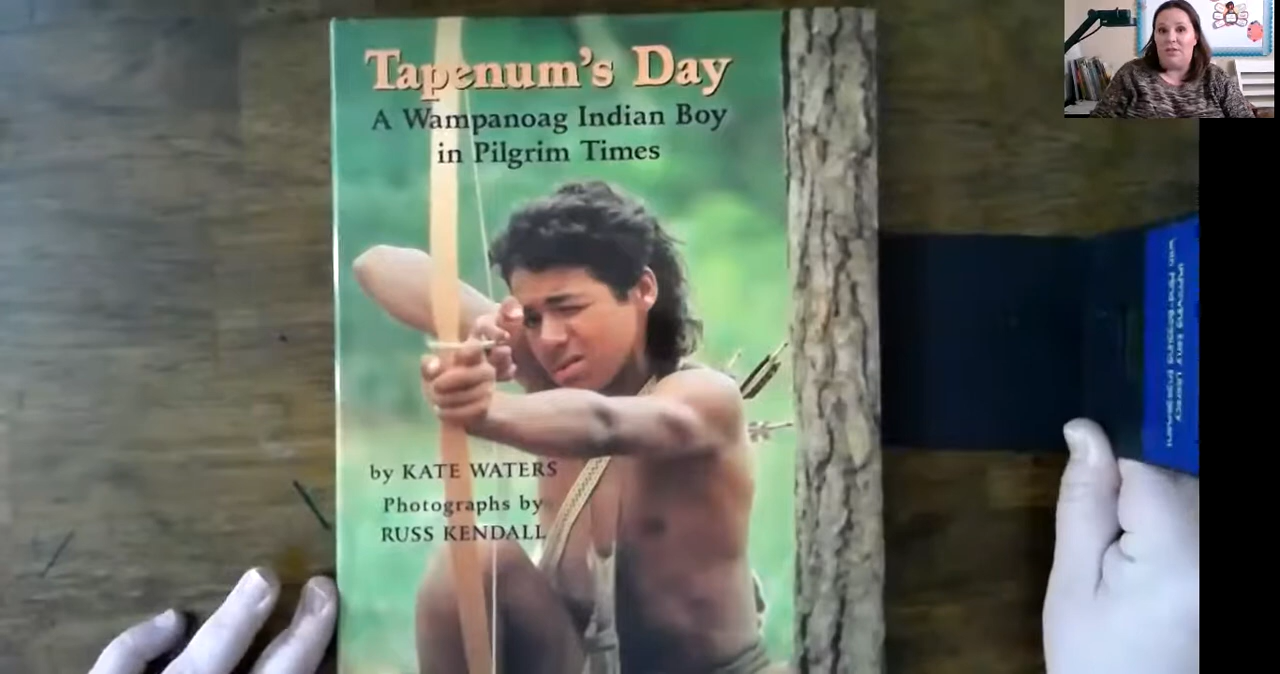 Tapenum's Day
A Wampanoag Indian Boy
in Pilgrim Times
by KATE WATERS
Photographs by
RUSS KENDALL